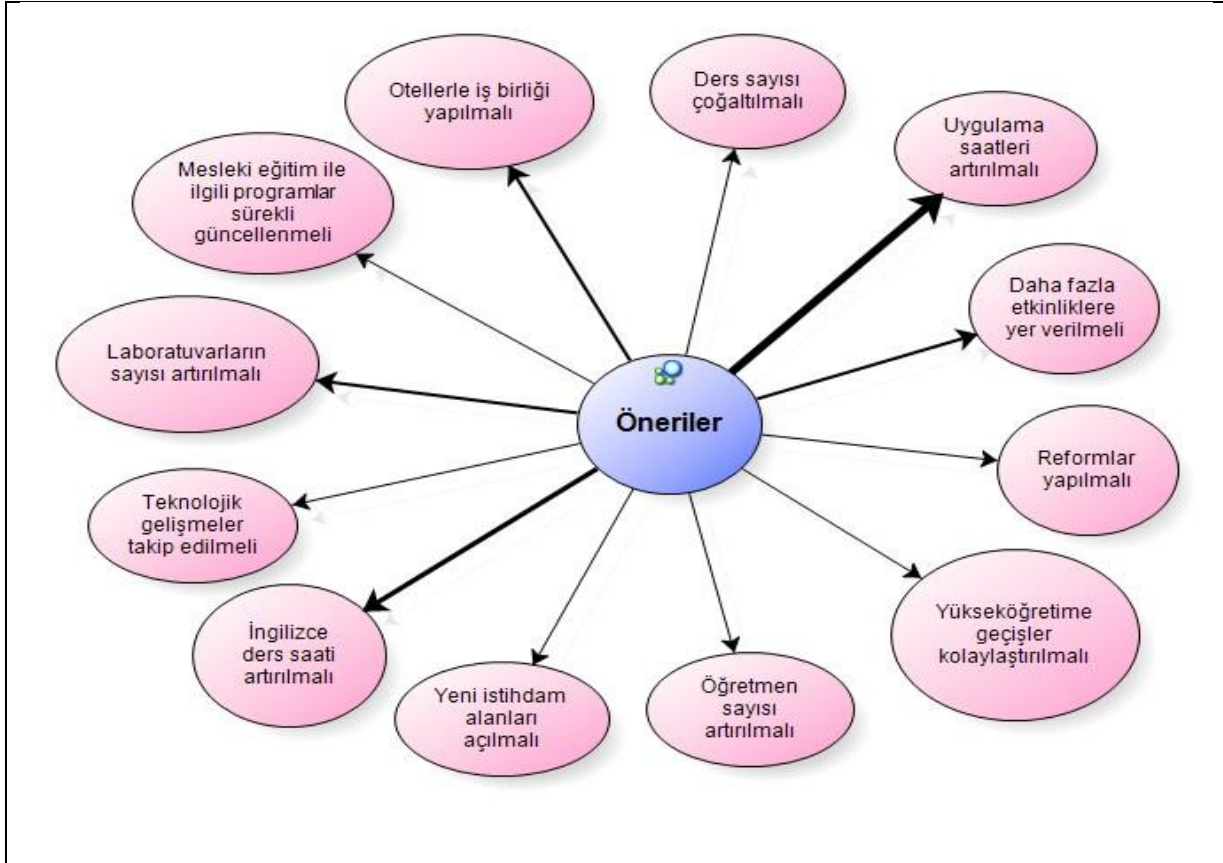 Otellerle iş birliği
yapılmalı
Ders sayısı
çoğaltılmalı
Uygulama
saatleri
artırılmalı
Mesleki eğitim ile
ilgili programlar
sürekli
güncellenmeli
Daha fazla
etkinliklere
yer verilmeli
Laboratuvarların
sayısı artırılmalı
Öneriler
Reformlar
yapılmalı
Teknolojik
gelişmeler
takip edilmeli
Yükseköğretime
geçişler
kolaylaştırılmalı
İngilizce
ders saati
artırılmalı
Yeni istihdam
alanları
açılmalı
Öğretmen
sayısı
artırılmalı